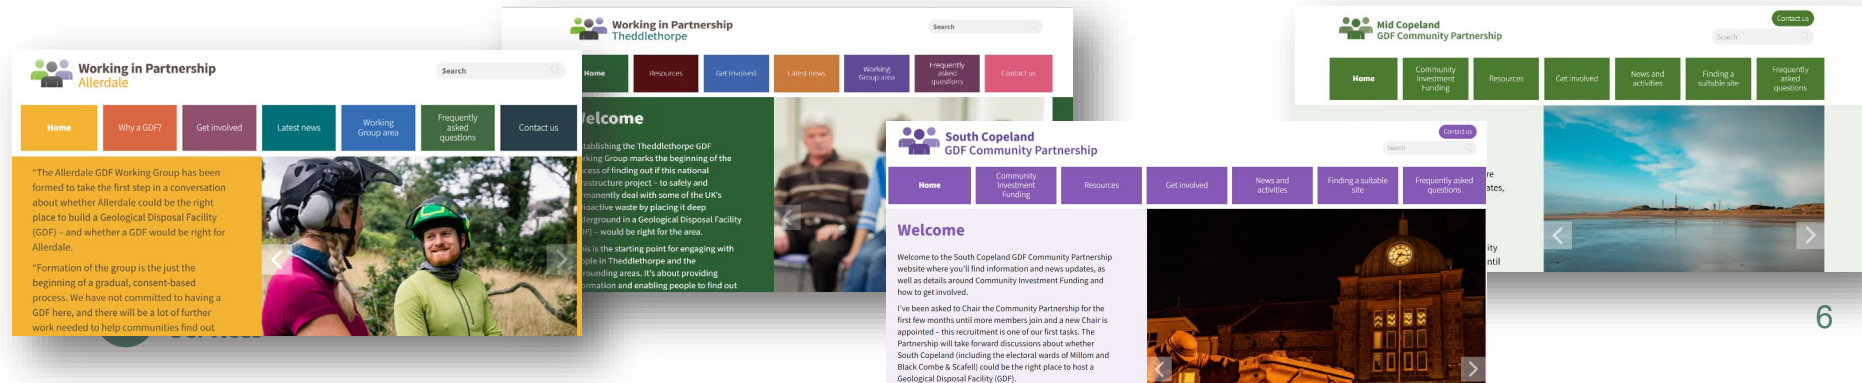 Working in Partnership
Allerdale
Search
Home
Why a GDF?
Get involved
Latest news
Working
Group area
Frequently
asked
questions
Contact us
"The Allerdale GDF Working Group has been
formed to take the first step in a conversation
about whether Allerdale could be the right
place to build a Geological Disposal Facility
(GDF) – and whether a GDF would be right for
Allerdale.
"Formation of the group is the just the
beginning of a gradual, consent-based
process. We have not committed to having a
GDF here, and there will be a lot of further
work needed to help communities find out
Working in Partnership
Theddlethorpe
Search
Home
Resources
Get involved
Latest news
Working
Group area
Frequently
asked
questions
Contact us
Welcome
the Theddlethorpe GDF
Group marks the beginning of the
of finding out if this national
project – to safely and
deal with some of the UK's
waste by placing it deep
in a Geological Disposal Facility
– would be right for the area.
is the starting point for engaging with
in Theddlethorpe and the
areas. It's about providing
and enabling people to find out
South Copeland
GDF Community Partnership
Contact us
Search
Home
Community
Investment
Funding
Resources
Get involved
News and
activities
Finding a suitable
site
Frequently asked
questions
Welcome
Welcome to the South Copeland GDF Community Partnership
website where you'll find information and news updates, as
well as details around Community Investment Funding and
how to get involved.
I've been asked to Chair the Community Partnership for the
first few months until more members join and a new Chair is
appointed – this recruitment is one of our first tasks. The
Partnership will take forward discussions about whether
South Copeland (including the electoral wards of Millom and
Black Combe & Scafell) could be the right place to host a
Geological Disposal Facility (GDF).
Mid Copeland
GDF Community Partnership
Contact us
Search
Home
Community
Investment
Funding
Resources
Get involved
News and
activities
Finding a
suitable site
Frequently
asked
questions
6